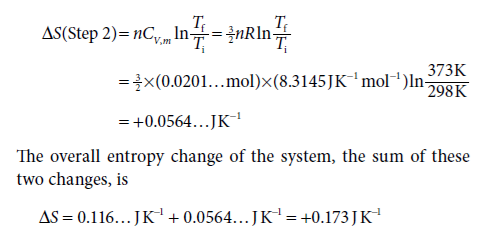 ΔS(Step 2) = nC_V,m ln T_f/T_i = 3/2 nR ln T_f/T_i
= 3/2 × (0.0201…mol) × (8.3145 J K⁻¹ mol⁻¹) ln 373 K/298 K
= +0.0564… J K⁻¹
The overall entropy change of the system, the sum of these
two changes, is
ΔS = 0.116… J K⁻¹ + 0.0564… J K⁻¹ = +0.173 J K⁻¹